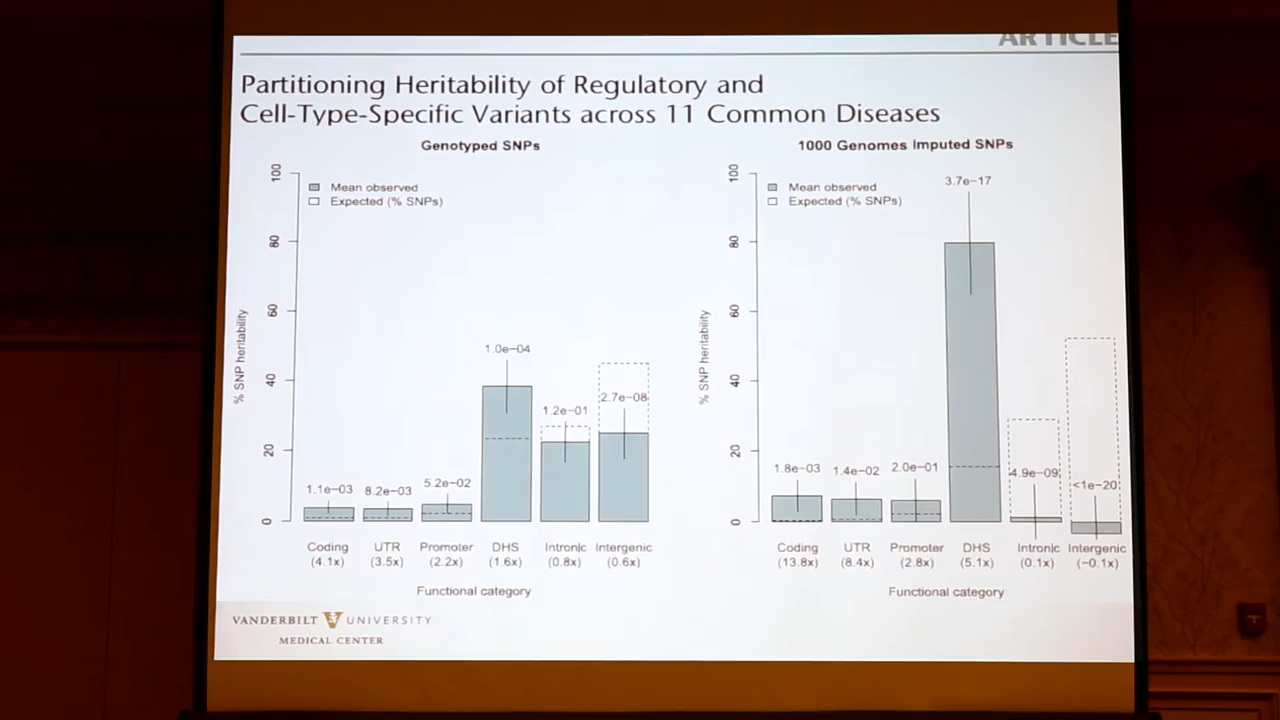 ARTICLE
Partitioning Heritability of Regulatory and
Cell-Type-Specific Variants across 11 Common Diseases
Genotyped SNPs
Mean observed
Expected (% SNPs)
% SNP heritability
100
80
60
40
20
0
1.1e−03
8.2e−03
5.2e−02
1.0e−04
1.2e−01
2.7e−08
Coding
(4.1x)
UTR
(3.5x)
Promoter
(2.2x)
DHS
(1.6x)
Intronic
(0.8x)
Intergenic
(0.6x)
Functional category
1000 Genomes Imputed SNPs
Mean observed
Expected (% SNPs)
% SNP heritability
100
80
60
40
20
0
1.8e−03
1.4e−02
2.0e−01
3.7e−17
4.9e−09
<1e−20
Coding
(13.8x)
UTR
(8.4x)
Promoter
(2.8x)
DHS
(5.1x)
Intronic
(0.1x)
Intergenic
(−0.1x)
Functional category
VANDERBILT UNIVERSITY
MEDICAL CENTER